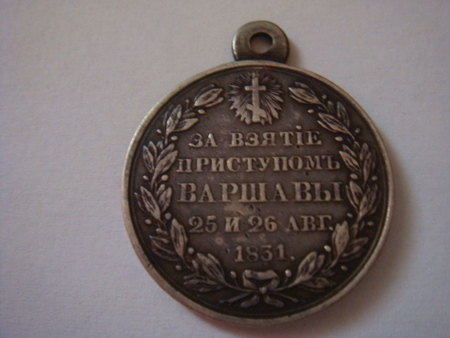 ЗА ВЗЯТІЕ
ПРИСТУПОМЪ
ВАРШАВЫ
25 И 26 АВГ.
1831.